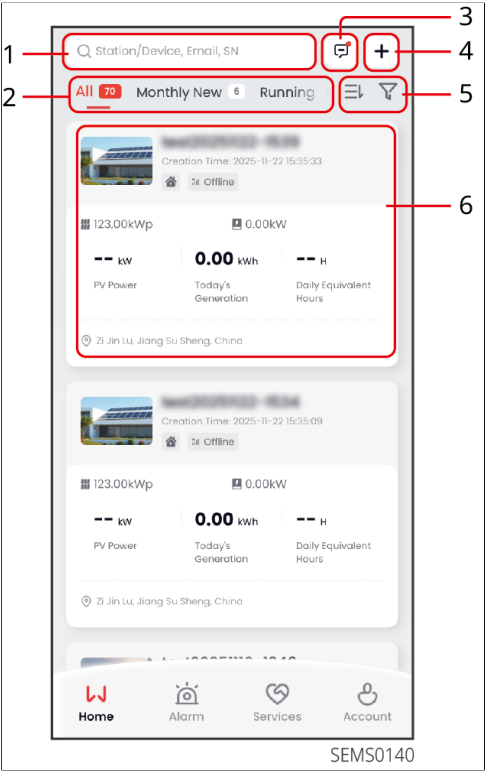 3
1
Station/Device, Email, SN
4
2
All 70 Monthly New 6 Running
5
Creation Time: 2025-11-22 15:35:33
Offline
6
123.00kWp 0.00kW
-- kW 0.00 kWh -- H
PV Power Today's Daily Equivalent
Generation Hours
Zi Jin Lu, Jiang Su Sheng, China
Creation Time: 2025-11-22 15:35:09
Offline
123.00kWp 0.00kW
-- kW 0.00 kWh -- H
PV Power Today's Daily Equivalent
Generation Hours
Zi Jin Lu, Jiang Su Sheng, China
Home Alarm Services Account
SEMS0140